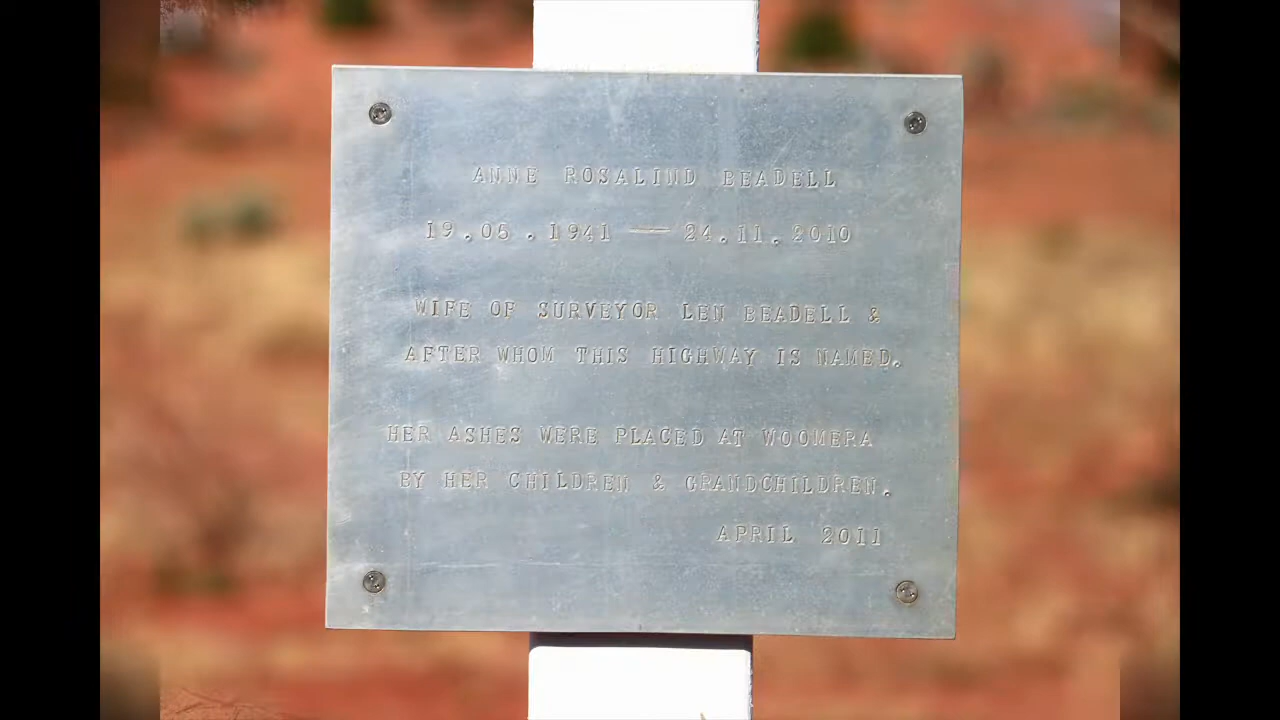 ANNE ROSALIND BEADELL
19.05.1941 — 24.11.2010
WIFE OF SURVEYOR LEN BEADELL &
AFTER WHOM THIS HIGHWAY IS NAMED.
HER ASHES WERE PLACED AT WOOMERA
BY HER CHILDREN & GRANDCHILDREN.
APRIL 2011